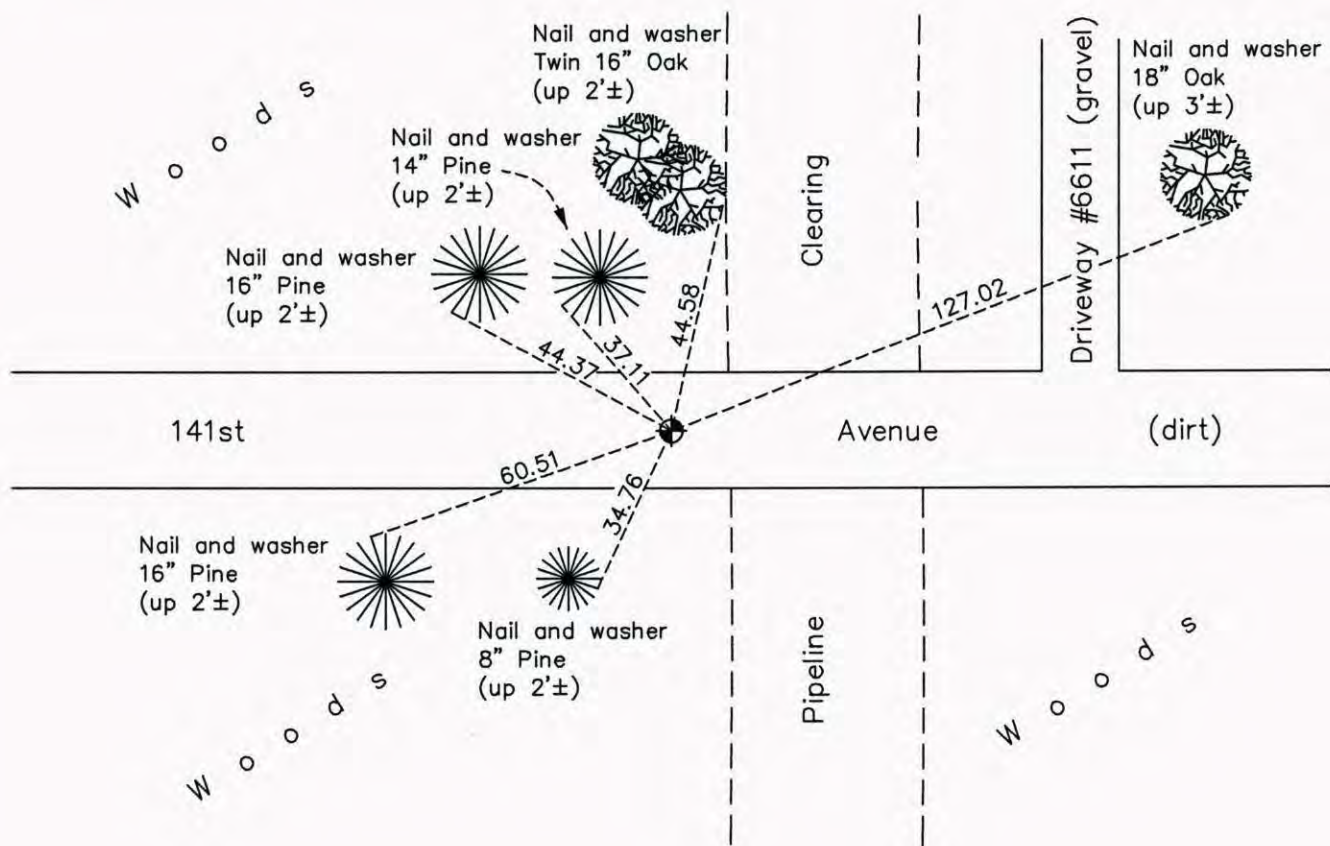 Nail and washer
Twin 16” Oak
(up 2’±)
Nail and washer
18” Oak
(up 3’±)
Nail and washer
14” Pine
(up 2’±)
Woods
Nail and washer
16” Pine
(up 2’±)
Clearing
Driveway #6611 (gravel)
44.37
37.11
44.58
127.02
141st Avenue (dirt)
60.51
34.76
Nail and washer
16” Pine
(up 2’±)
Nail and washer
8” Pine
(up 2’±)
Pipeline
Woods
Woods